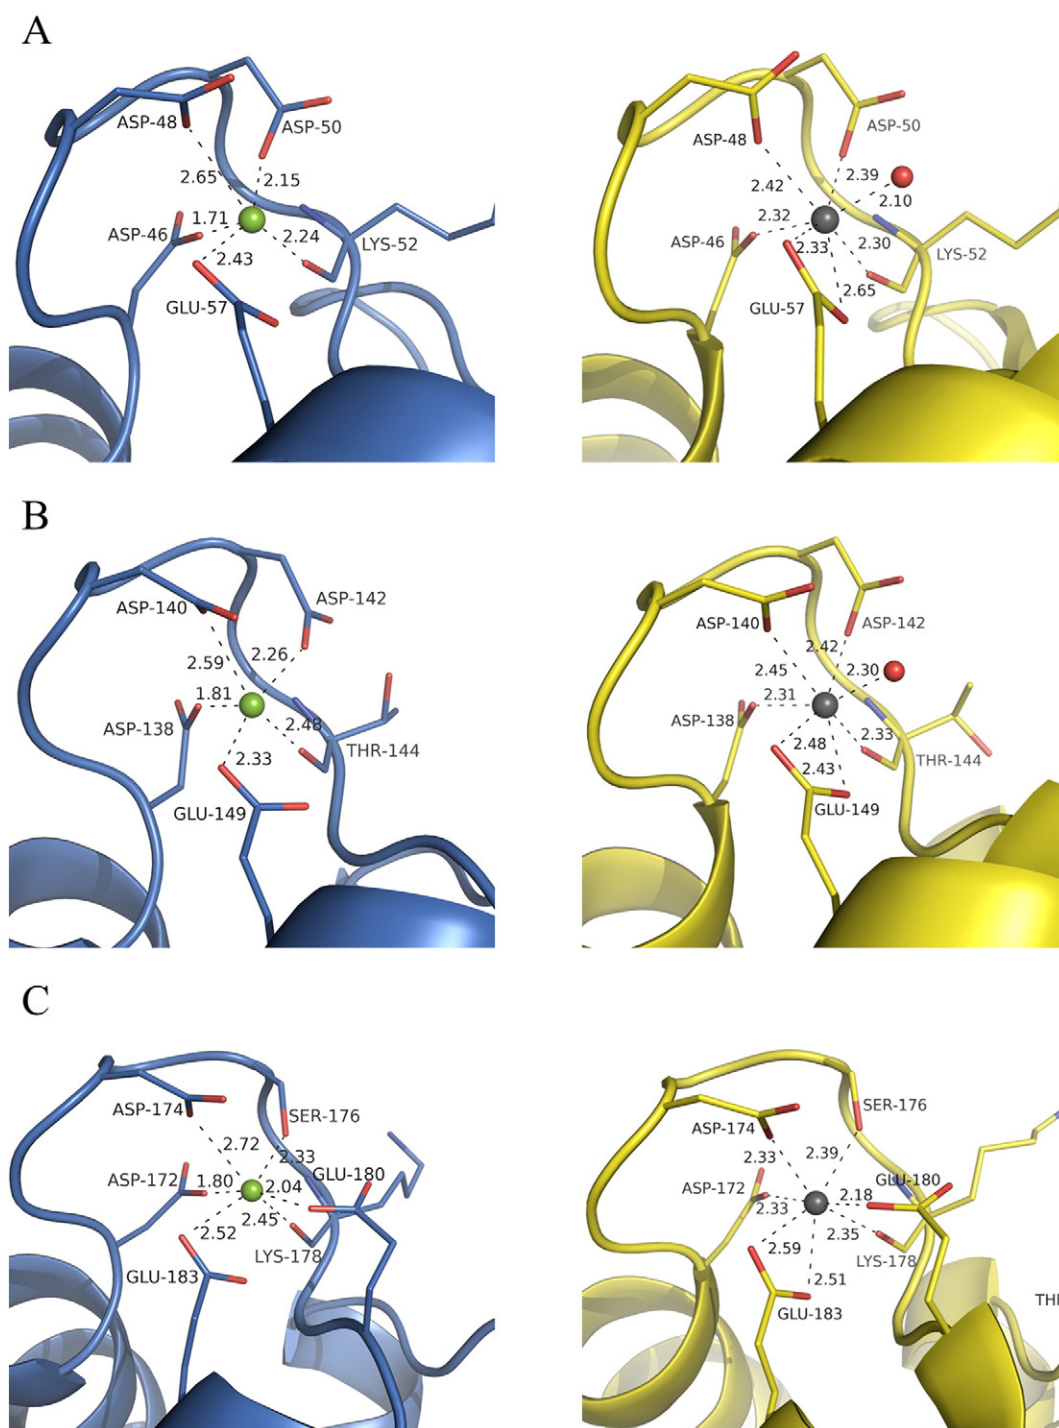 A
ASP-48
ASP-50
2.65
2.15
1.71
ASP-46
2.24
LYS-52
2.43
GLU-57
ASP-48
ASP-50
2.42
2.39
2.10
2.32
ASP-46
2.33
2.30
LYS-52
2.65
GLU-57
B
ASP-140
ASP-142
2.59
2.26
1.81
ASP-138
2.48
THR-144
2.33
GLU-149
ASP-140
ASP-142
2.42
2.45
2.30
2.31
ASP-138
2.33
2.48
THR-144
2.43
GLU-149
C
ASP-174
SER-176
2.72
2.33
ASP-172
1.80
2.04
GLU-180
2.45
2.52
LYS-178
GLU-183
SER-176
ASP-174
2.33
2.39
GLU-180
ASP-172
2.33
2.18
2.35
2.59
LYS-178
2.51
GLU-183
THR